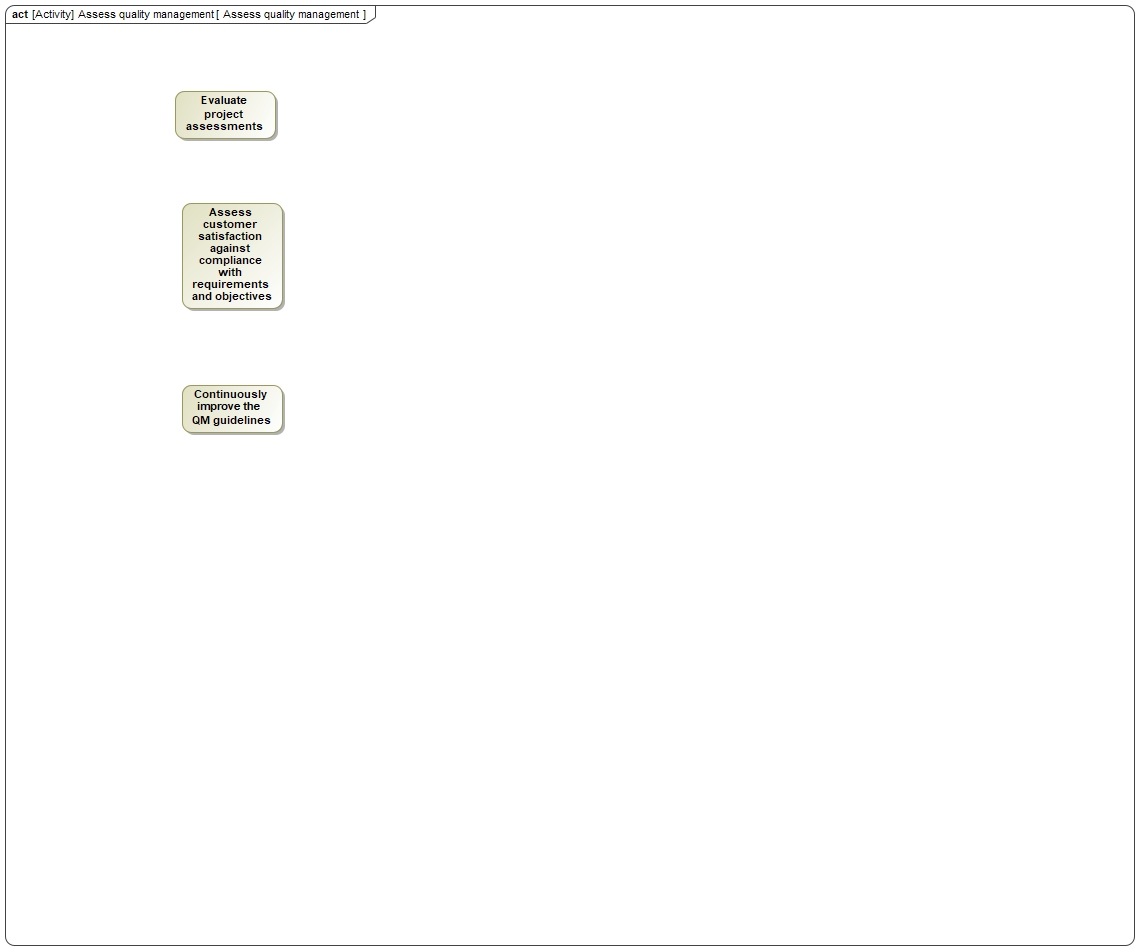 act [Activity] Assess quality management[ Assess quality management ]
Evaluate
project
assessments
Assess
customer
satisfaction
against
compliance
with
requirements
and objectives
Continuously
improve the
QM guidelines